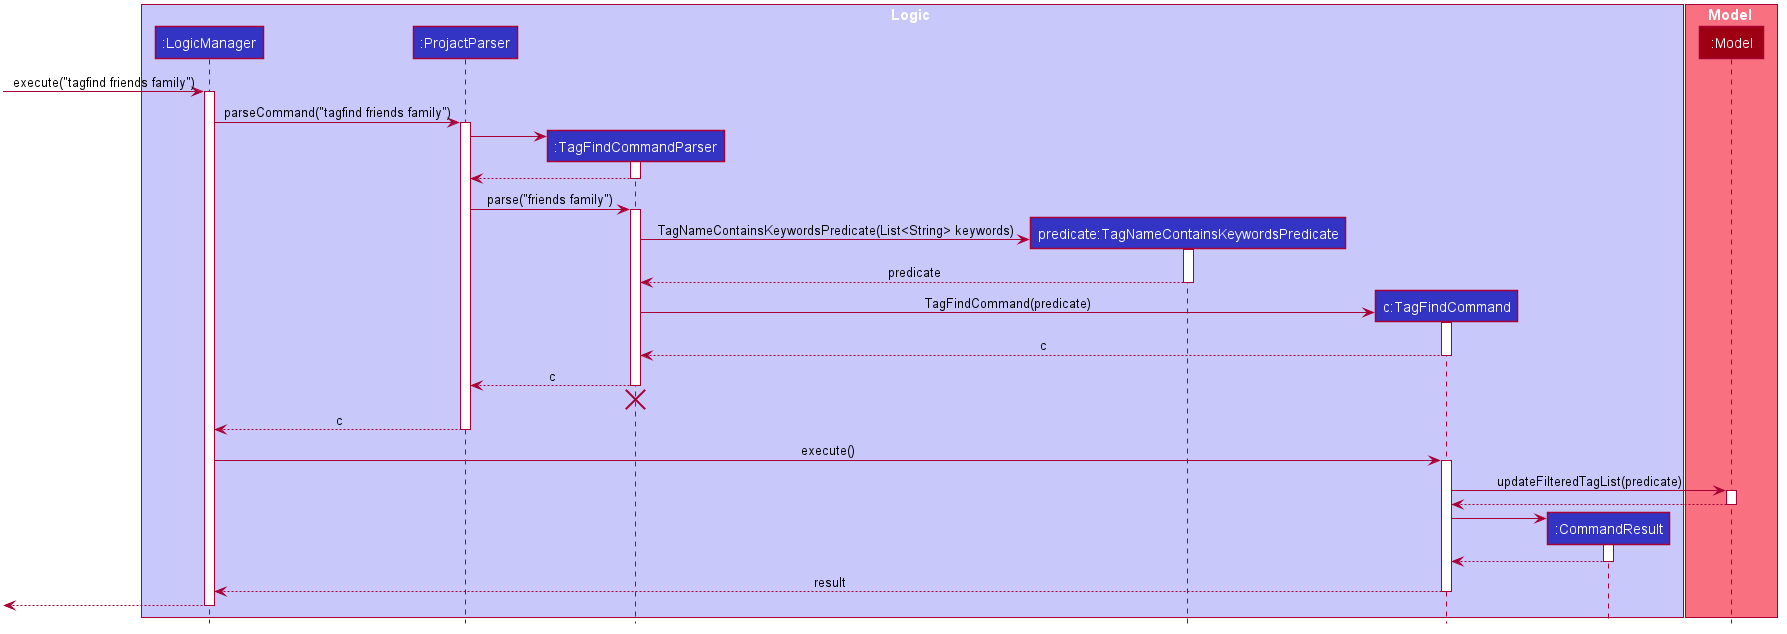 Logic
Model
:LogicManager
:ProjactParser
:Model
execute("tagfind friends family")
parseCommand("tagfind friends family")
:TagFindCommandParser
parse("friends family")
TagNameContainsKeywordsPredicate(List<String> keywords)
predicate:TagNameContainsKeywordsPredicate
predicate
TagFindCommand(predicate)
c:TagFindCommand
c
c
c
execute()
updateFilteredTagList(predicate)
:CommandResult
result